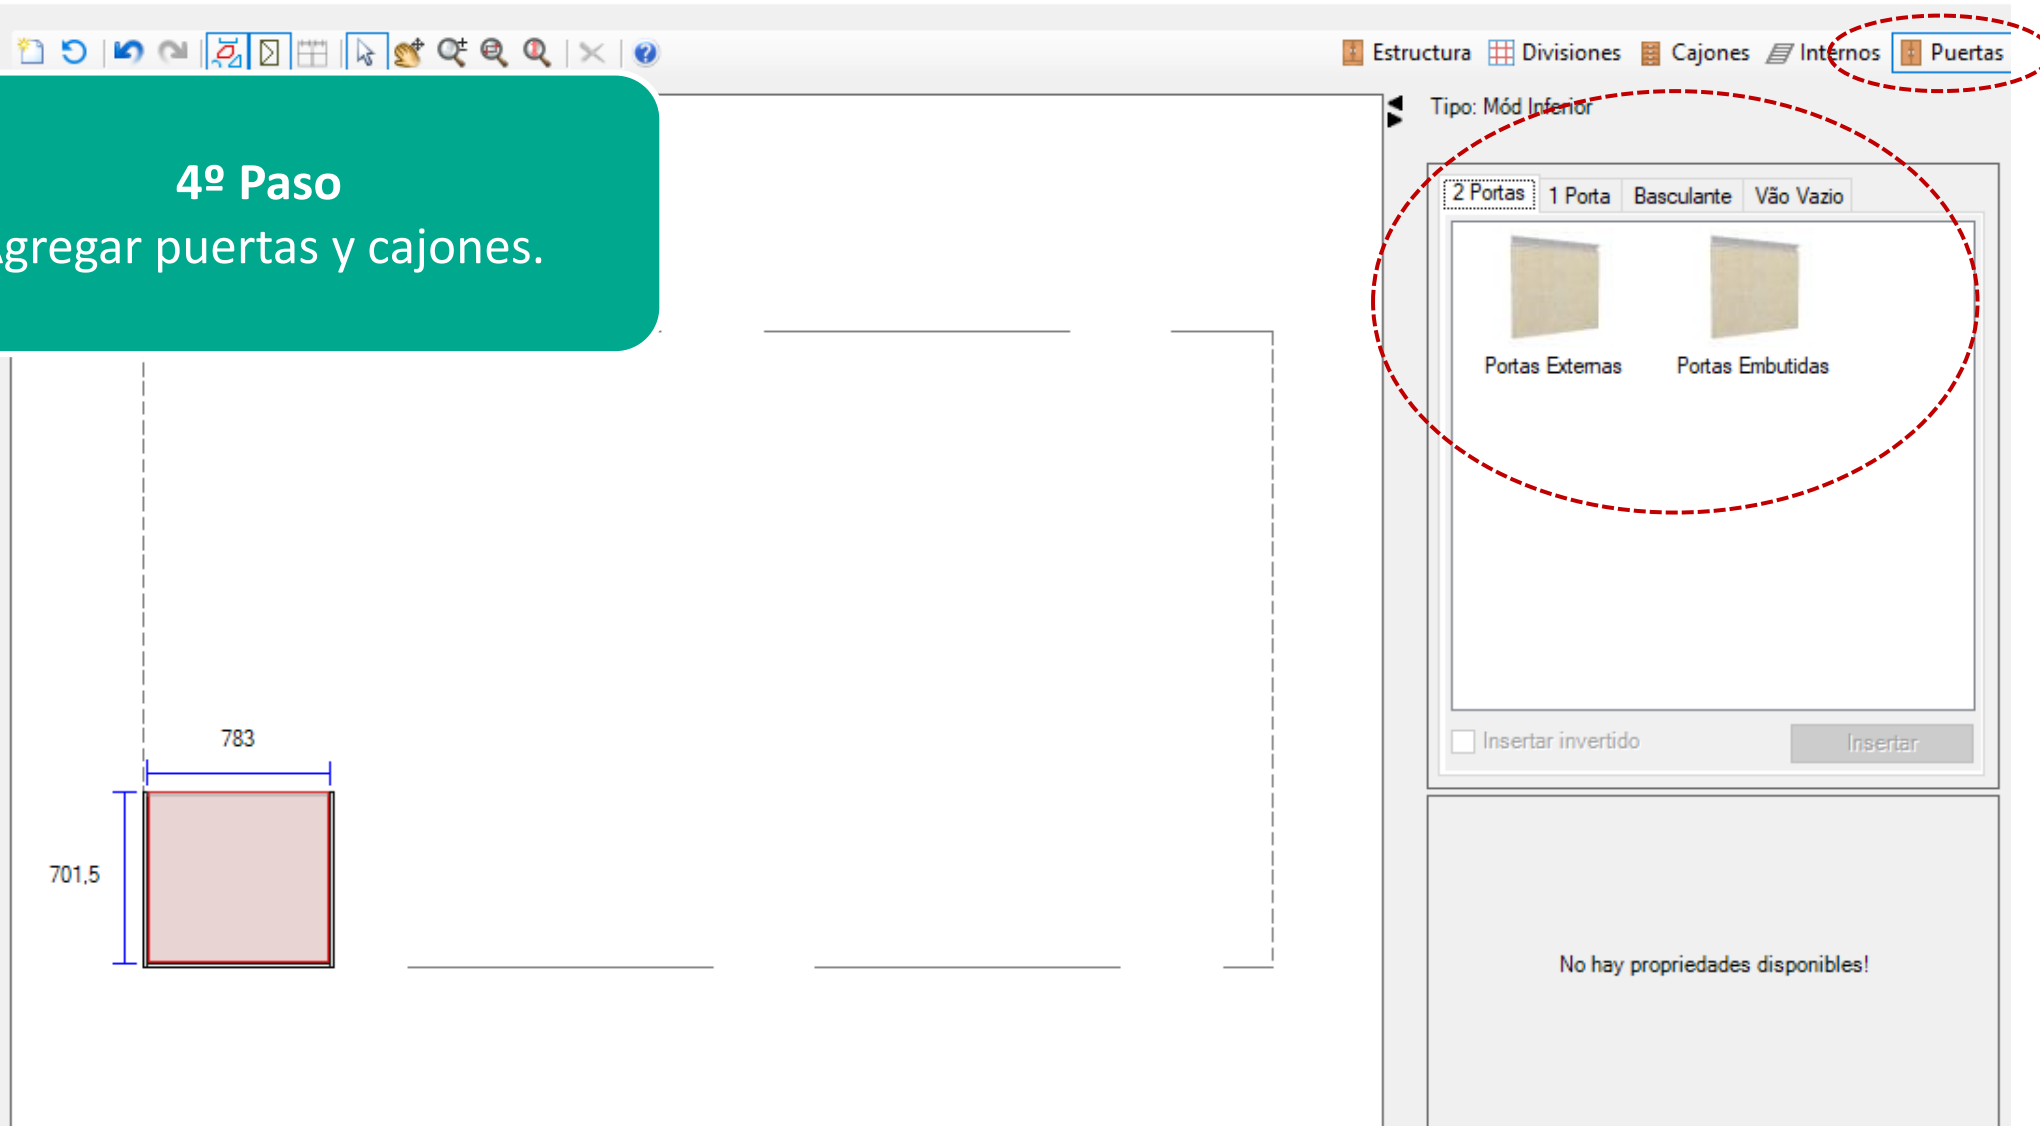 Estructura Divisiones Cajones Internos Puertas
Tipo: Mód Inferior
4º Paso
Agregar puertas y cajones.
2 Portas 1 Porta Basculante Vão Vazio
Portas Externas Portas Embutidas
Insertar invertido Insertar
783
701,5
No hay propriedades disponibles!